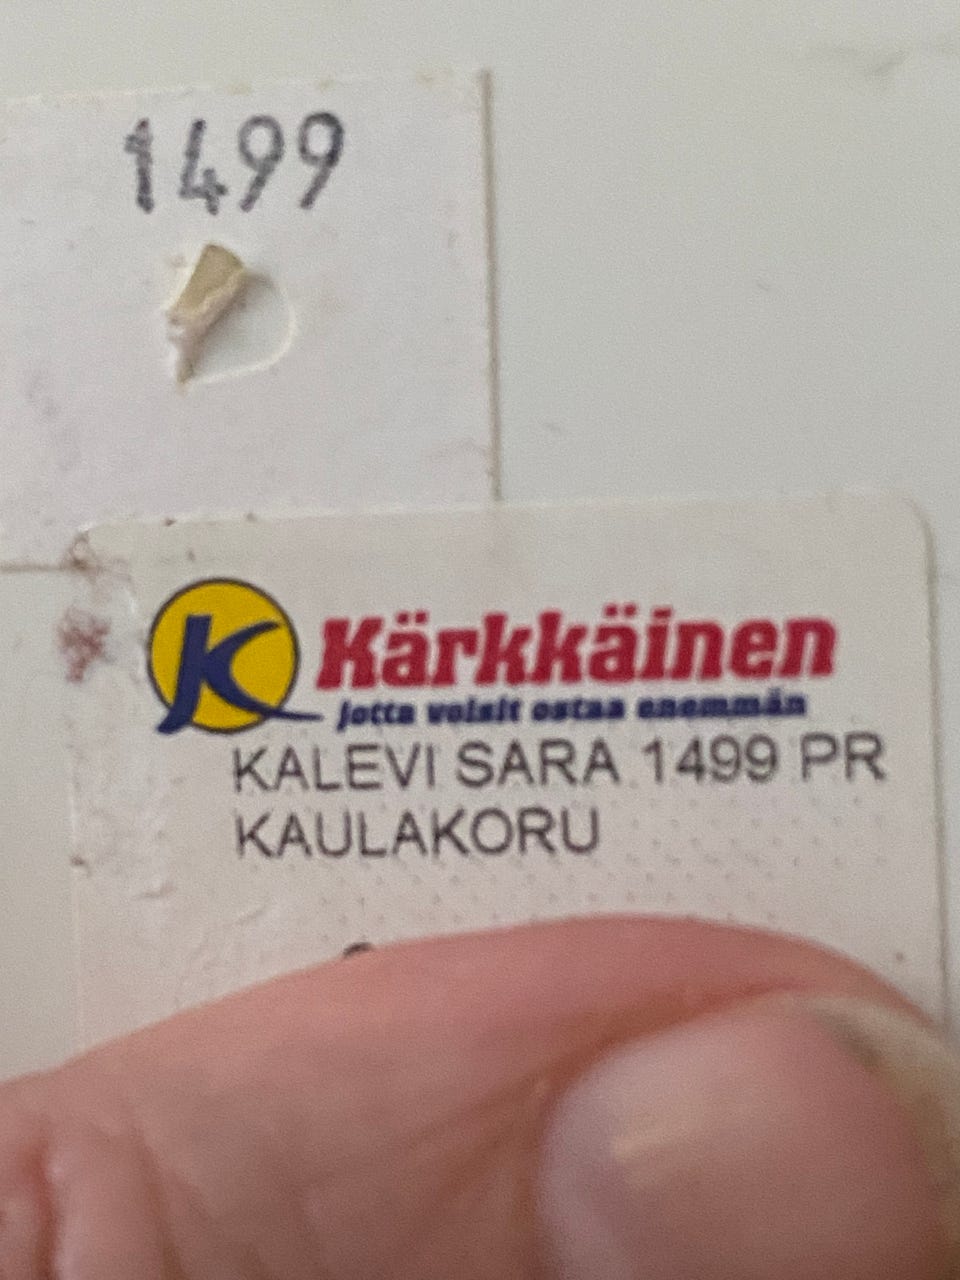 1499
K Kärkkäinen
jotta voisit ostaa enemmän
KALEVI SARA 1499 PR
KAULAKORU